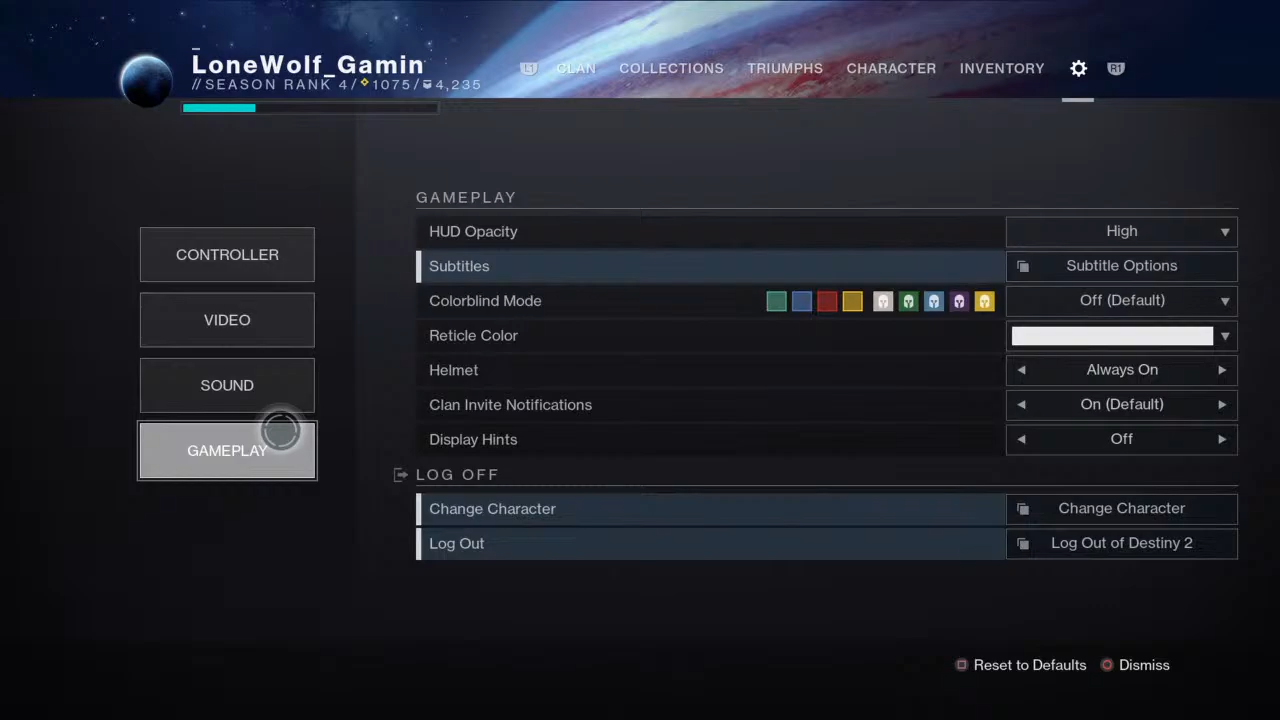 LoneWolf_Gamin
// SEASON RANK 4/ 1075/ 4,235
L1 CLAN COLLECTIONS TRIUMPHS CHARACTER INVENTORY R1
CONTROLLER
VIDEO
SOUND
GAMEPLAY
GAMEPLAY
HUD Opacity High
Subtitles Subtitle Options
Colorblind Mode Off (Default)
Reticle Color
Helmet Always On
Clan Invite Notifications On (Default)
Display Hints Off
LOG OFF
Change Character Change Character
Log Out Log Out of Destiny 2
Reset to Defaults Dismiss